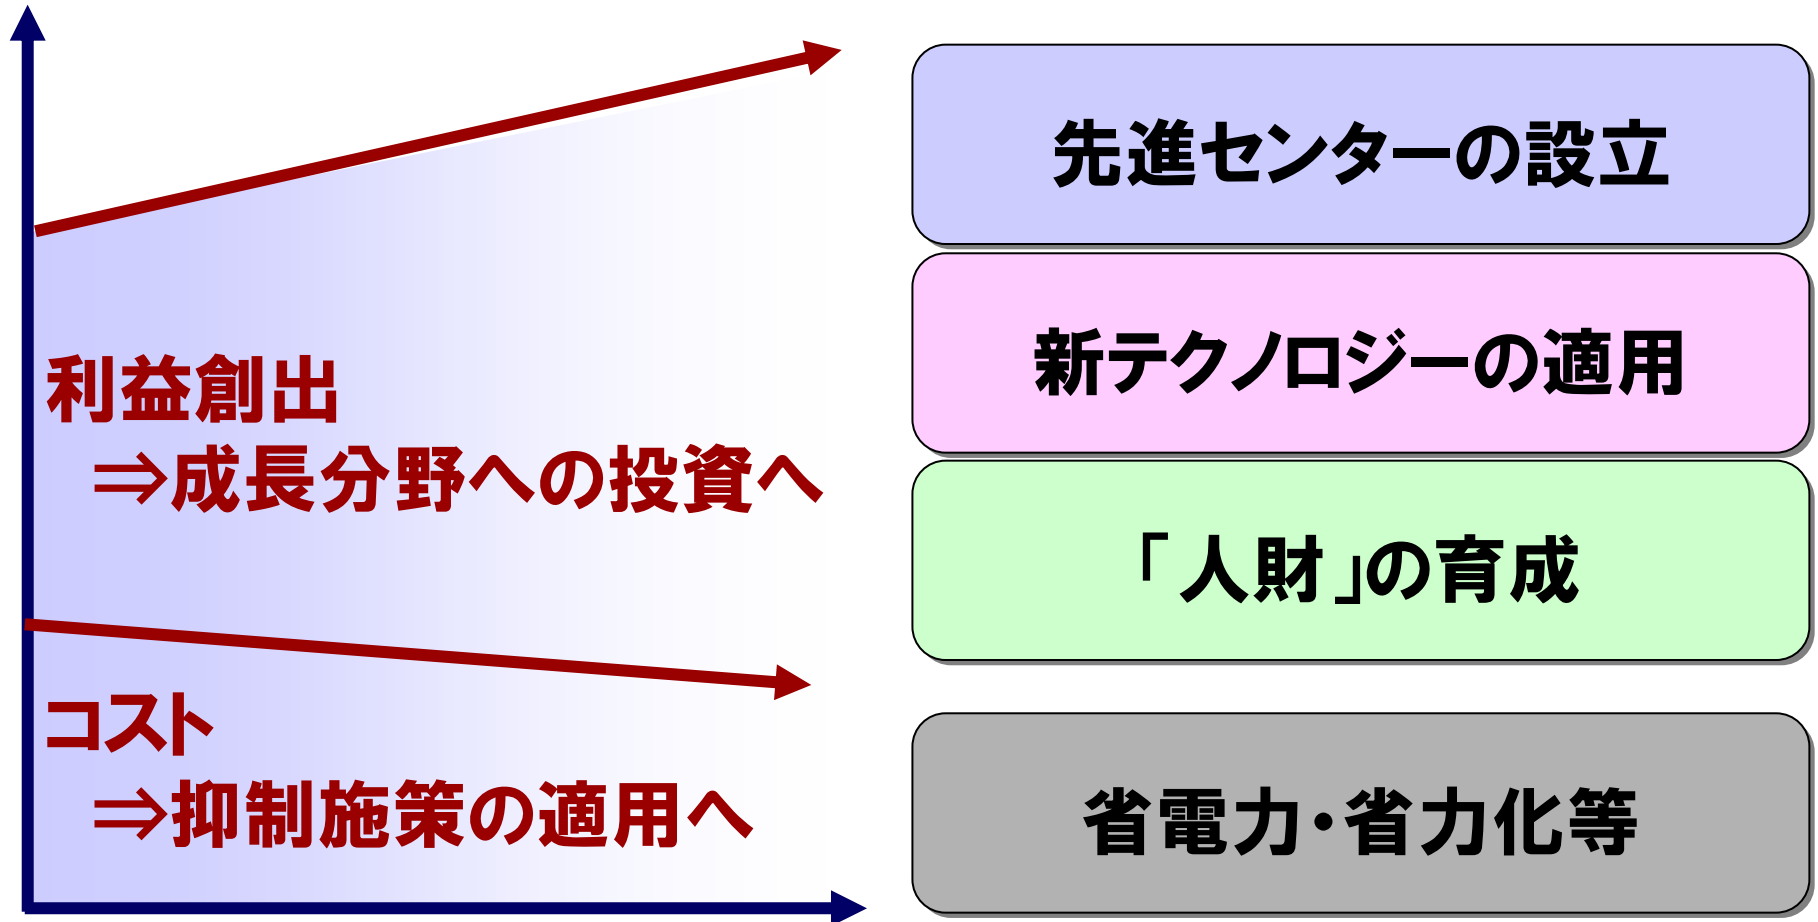 利益創出
⇒成長分野への投資へ
コスト
⇒抑制施策の適用へ
先進センターの設立
新テクノロジーの適用
「人財」の育成
省電力・省力化等